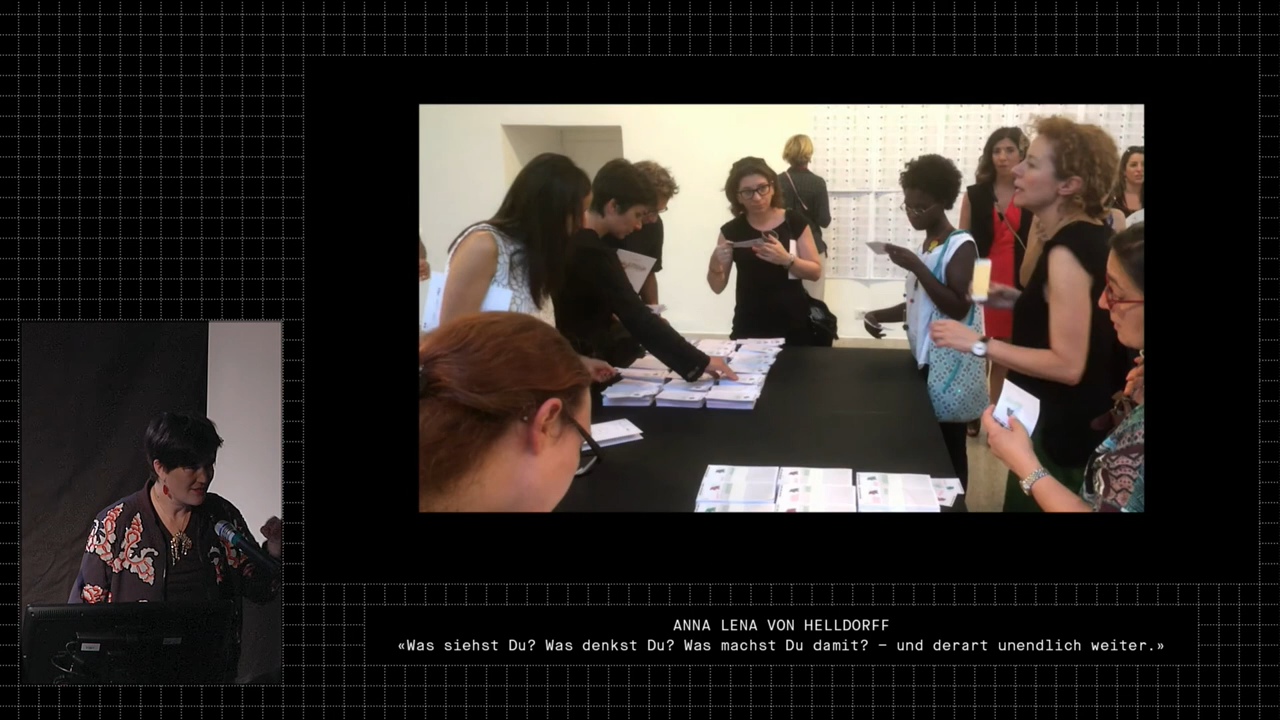 ANNA LENA VON HELLDORFF
«Was siehst Du? Was denkst Du? Was machst Du damit? – und derart unendlich weiter.»